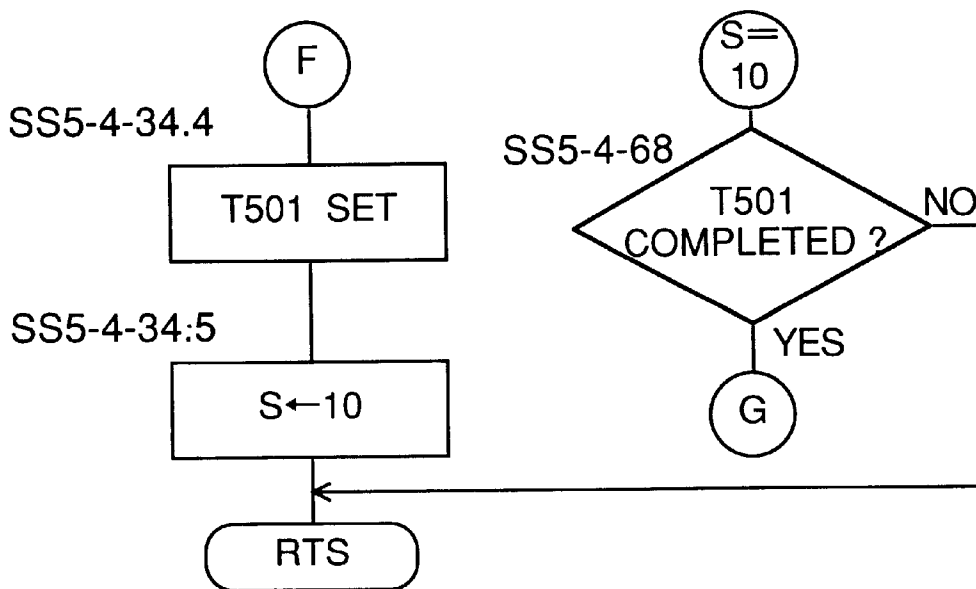 F
SS5-4-34.4
T501 SET
SS5-4-34:5
S←10
RTS
S=
10
SS5-4-68
T501
COMPLETED ?
NO
YES
G